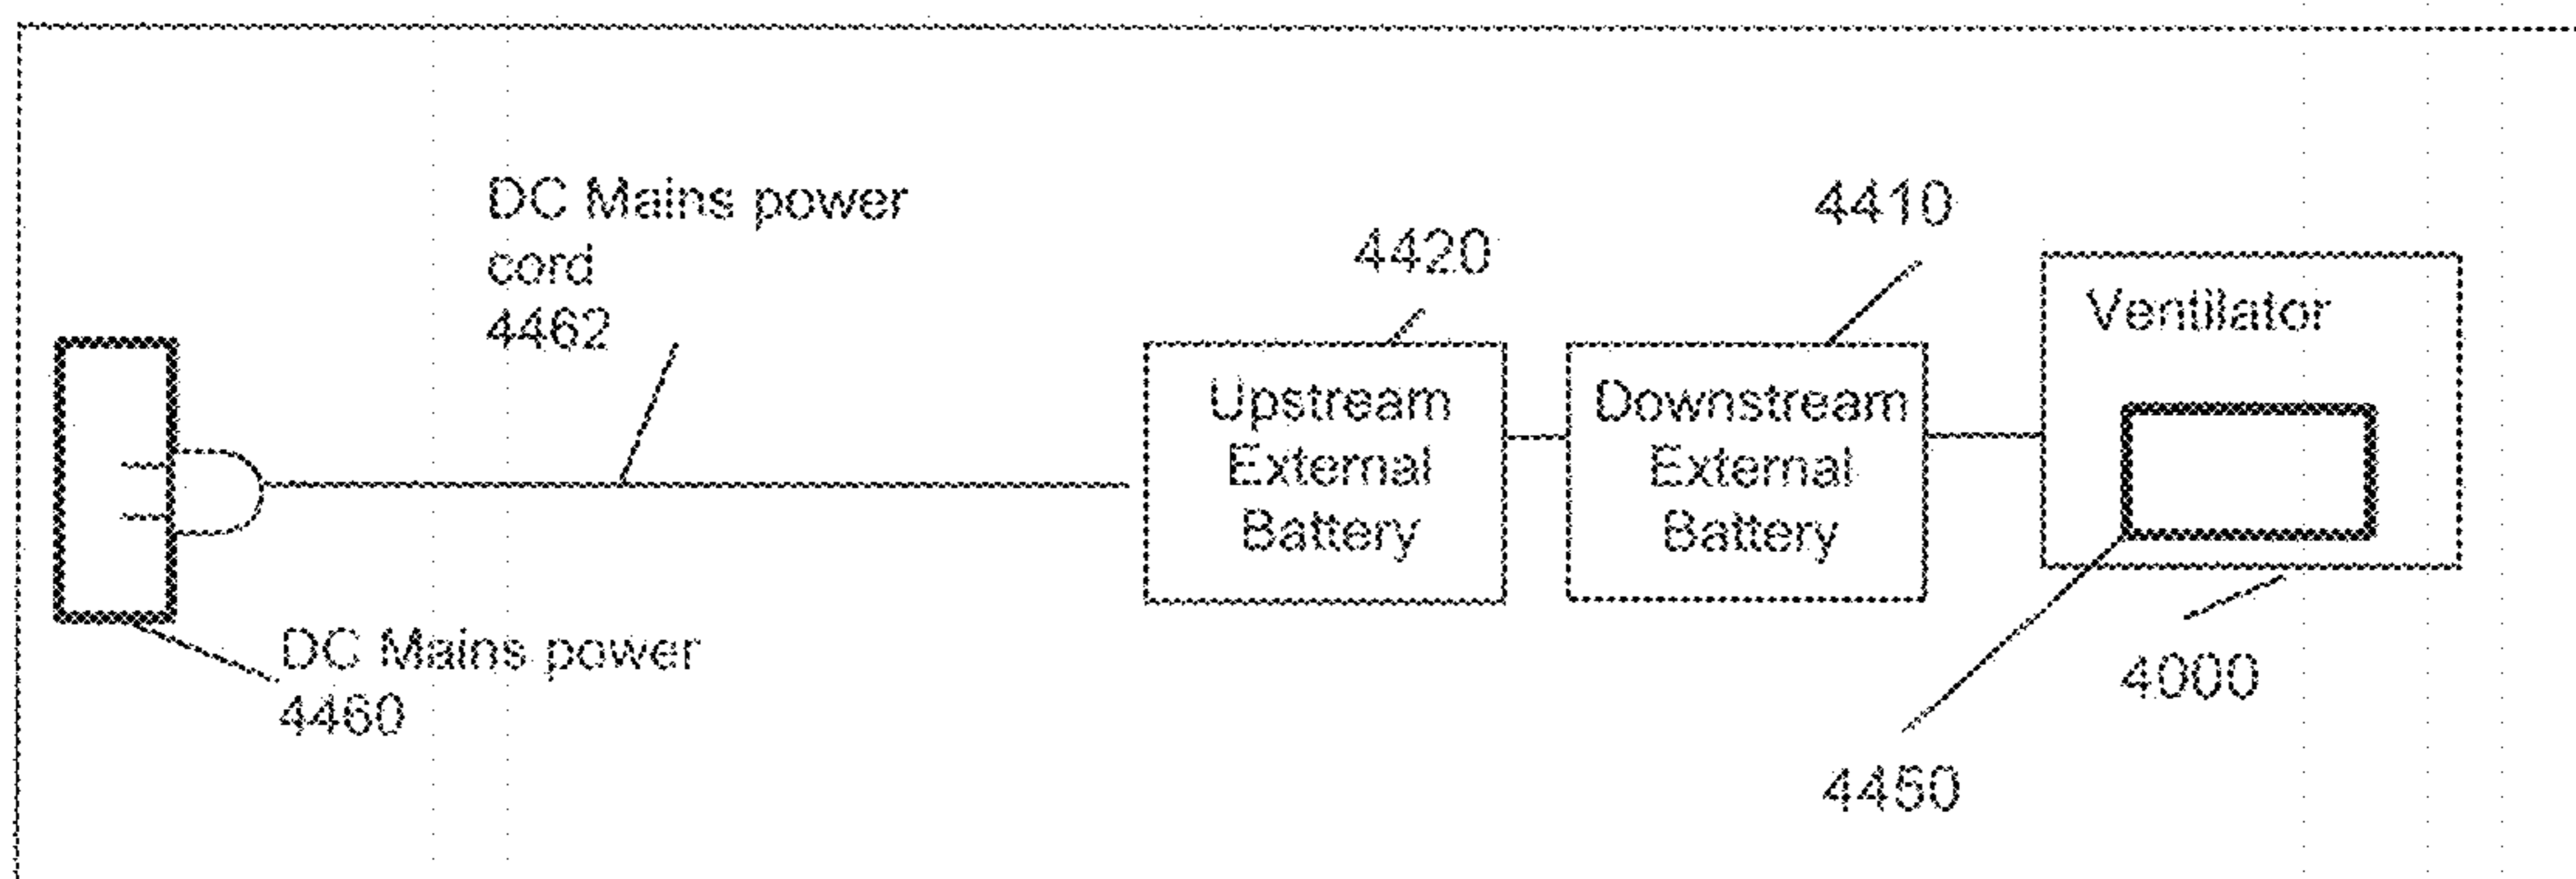 DC Mains power
cord
4462
4420
4410
Ventilator
Upstream
External
Battery
Downstream
External
Battery
DC Mains power
4460
4000
4450